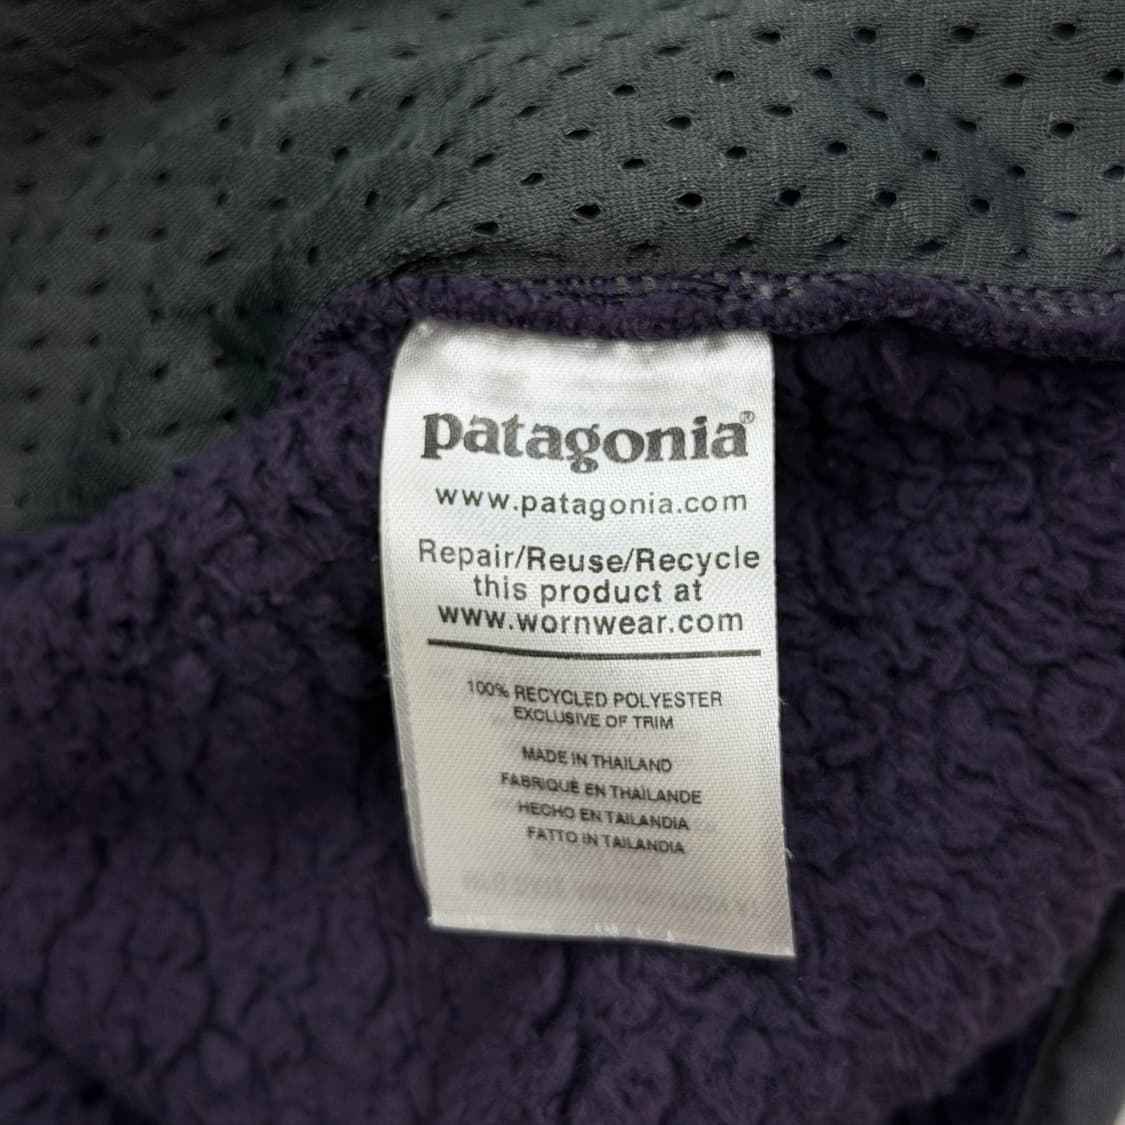 patagonia®
www.patagonia.com
Repair/Reuse/Recycle
this product at
www.wornwear.com
100% RECYCLED POLYESTER
EXCLUSIVE OF TRIM
MADE IN THAILAND
FABRIQUÉ EN THAÏLANDE
HECHO EN TAILANDIA
FATTO IN TAILANDIA